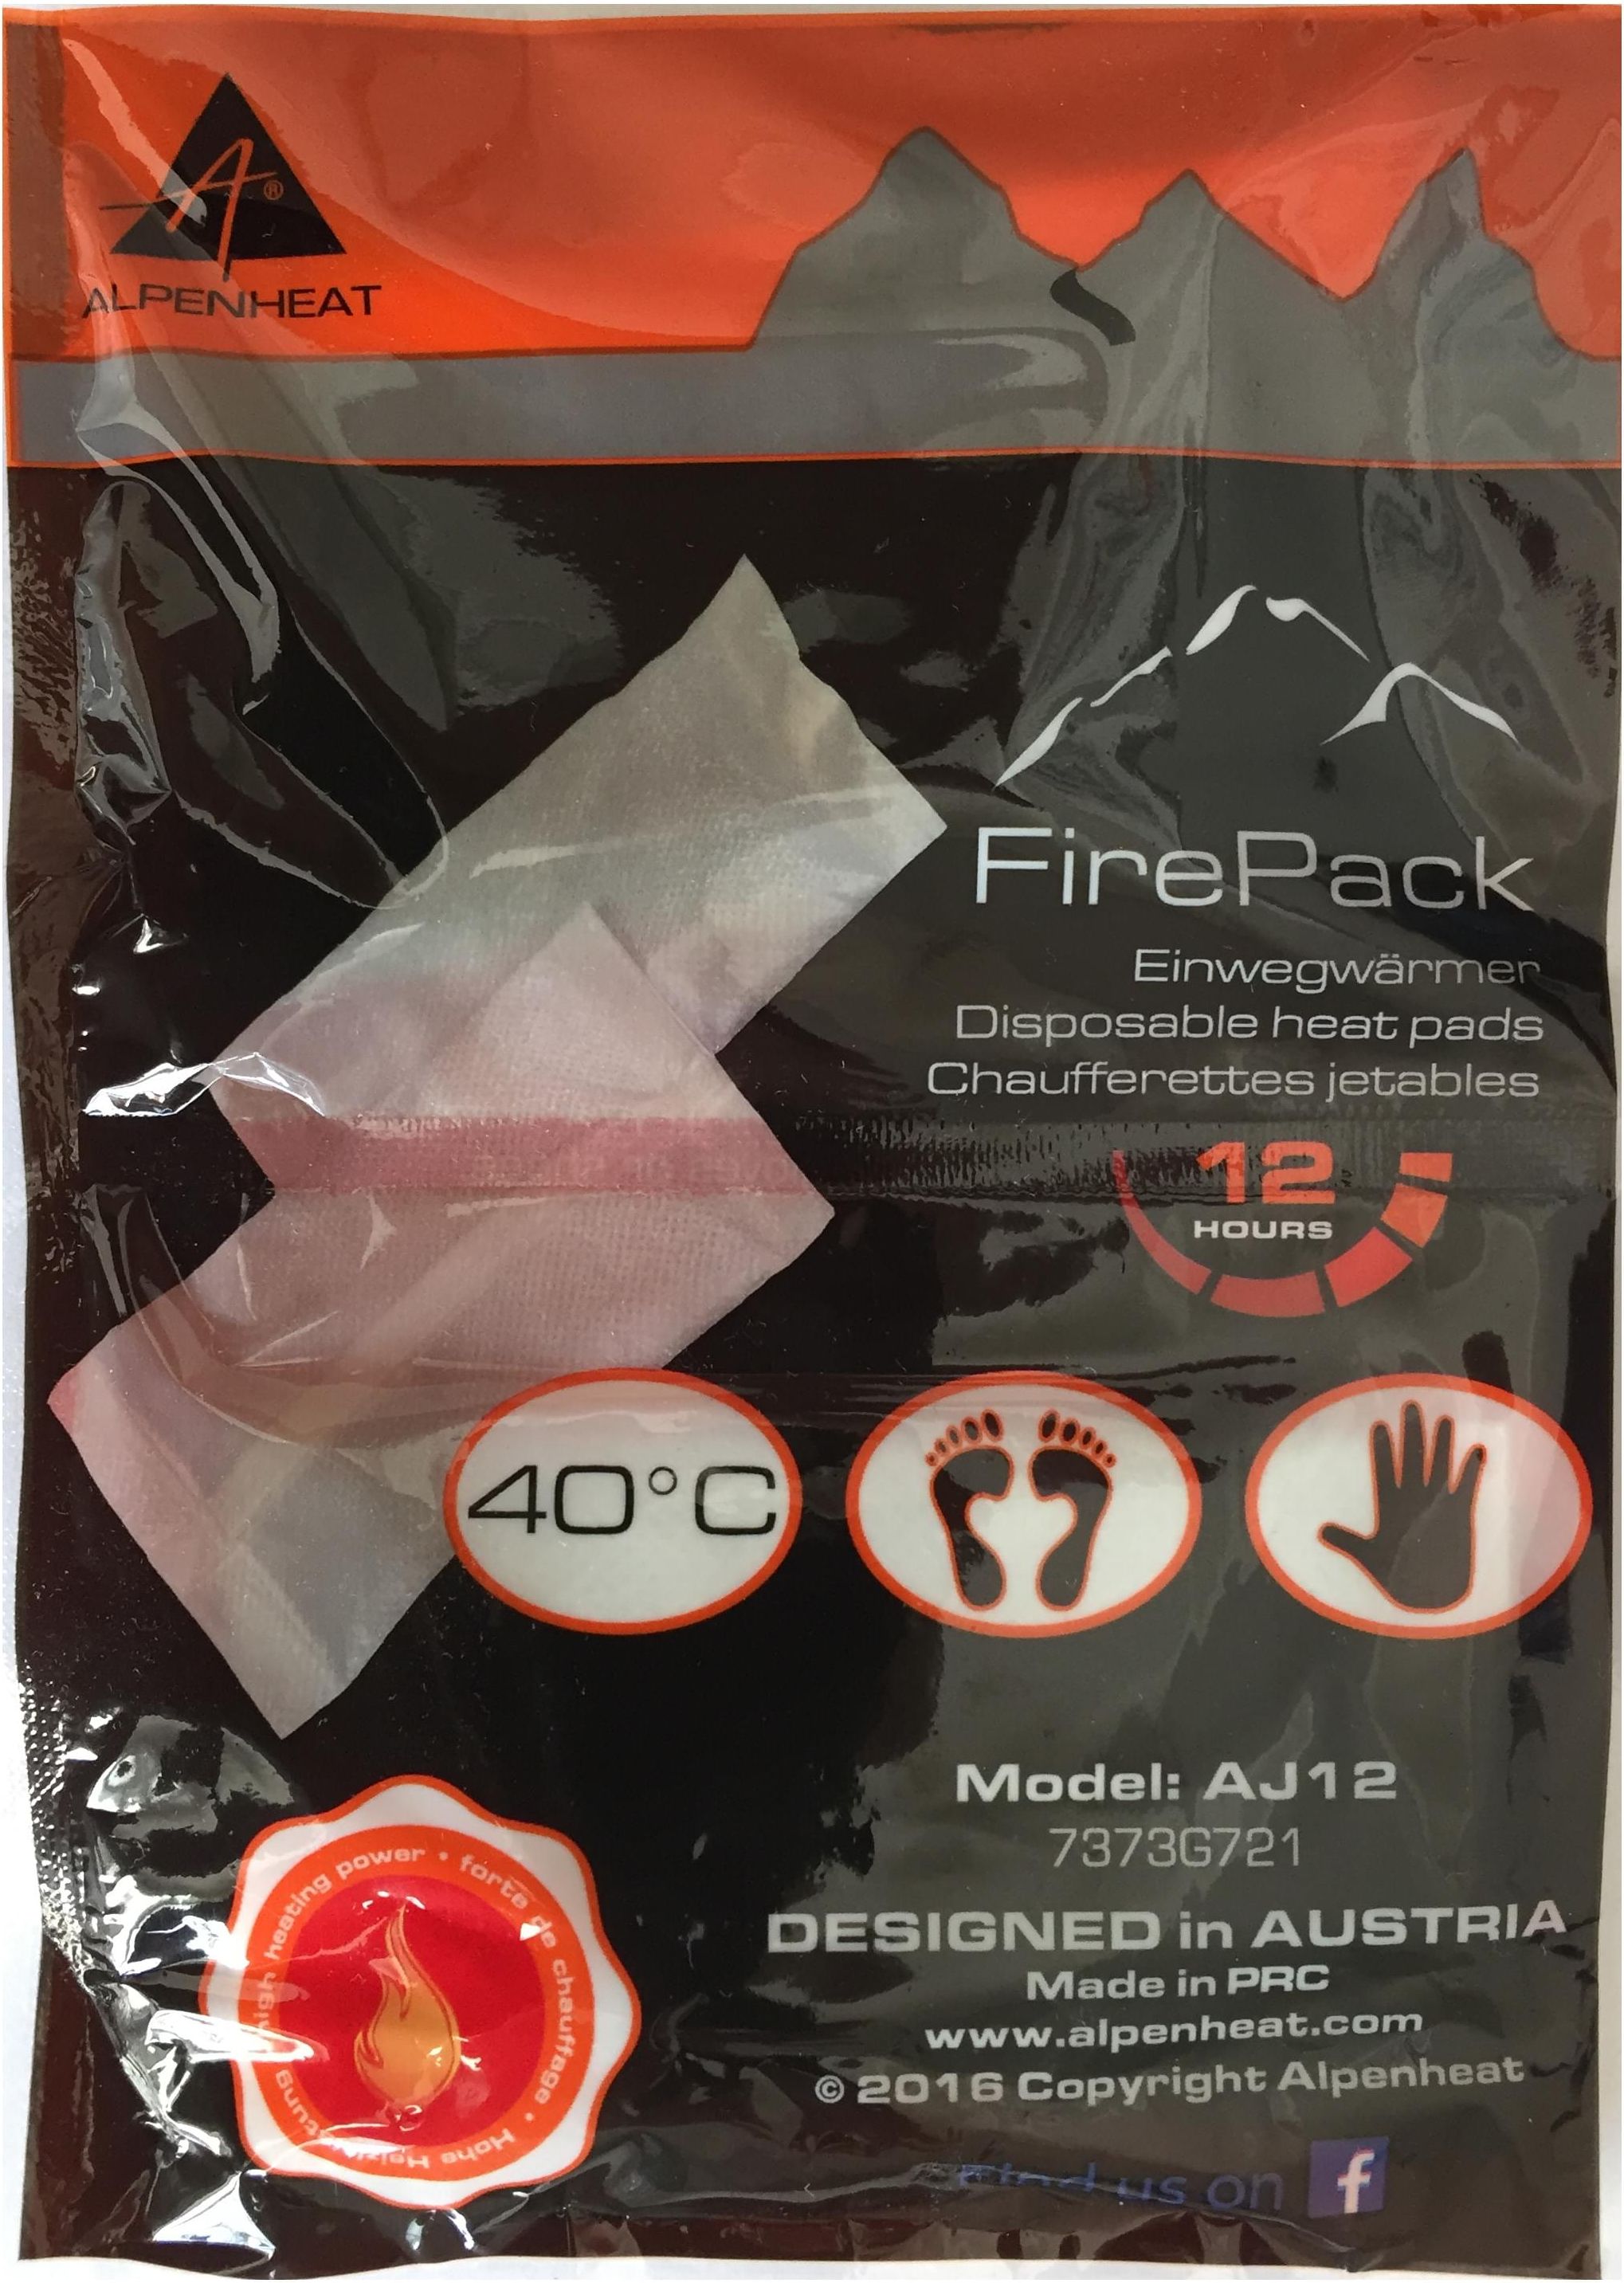 A®
ALPENHEAT
FirePack
Einwegwärmer
Disposable heat pads
Chaufferettes jetables
12
HOURS
40°C
Model: AJ12
7373G721
DESIGNED in AUSTRIA
Made in PRC
www.alpenheat.com
© 2016 Copyright Alpenheat
Find us on f
High heating power • forte de chauffage • Hohe